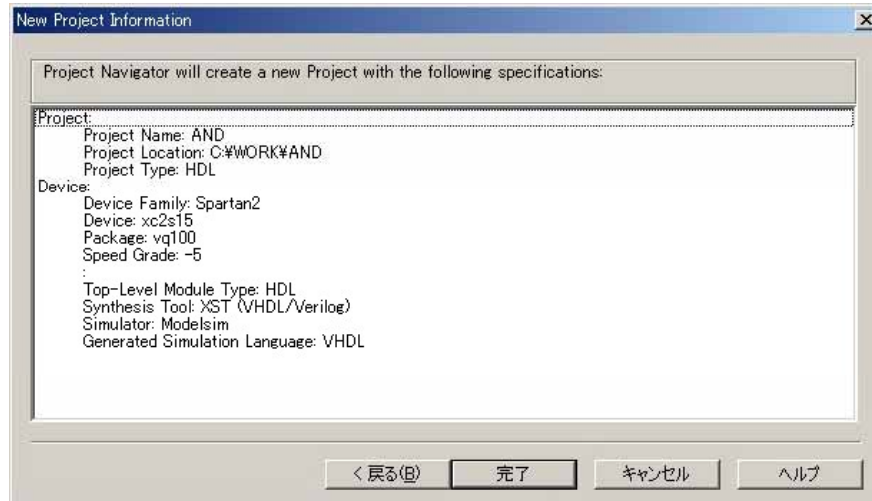 New Project Information
Project Navigator will create a new Project with the following specifications:
Project:
Project Name: AND
Project Location: C:¥WORK¥AND
Project Type: HDL
Device:
Device Family: Spartan2
Device: xc2s15
Package: vq100
Speed Grade: -5
:
Top-Level Module Type: HDL
Synthesis Tool: XST (VHDL/Verilog)
Simulator: Modelsim
Generated Simulation Language: VHDL
< 戻る(B) 完了 キャンセル ヘルプ